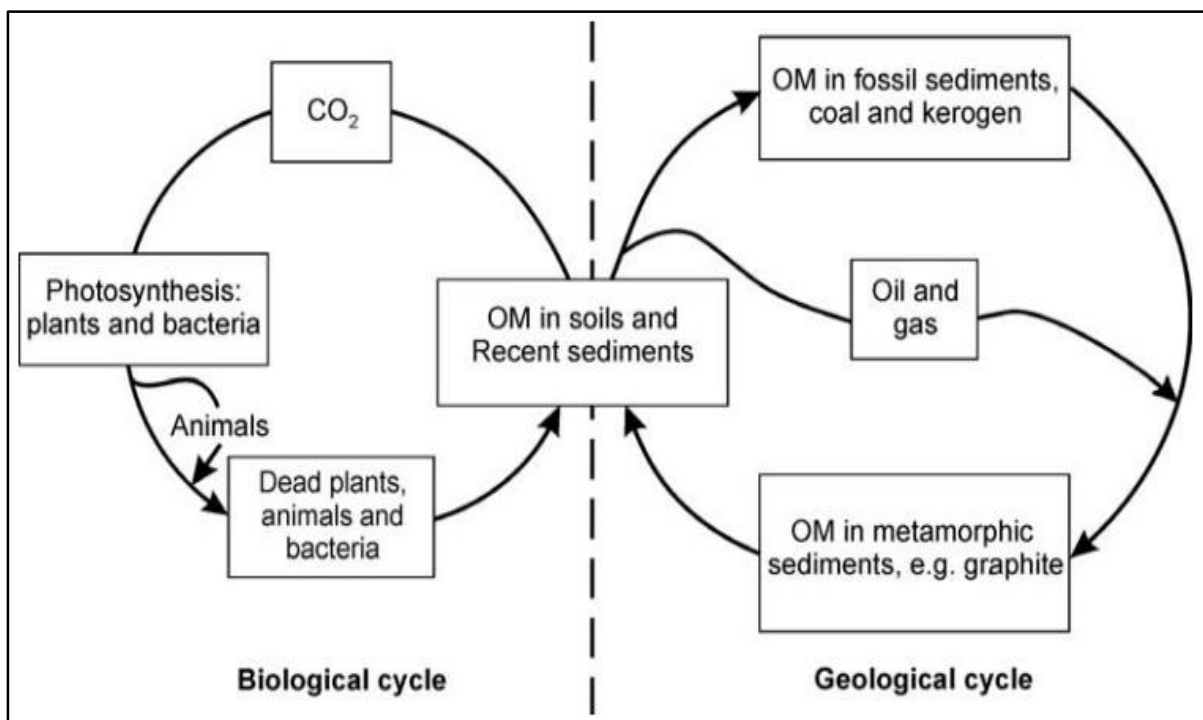 CO₂
Photosynthesis:
plants and bacteria
Animals
Dead plants,
animals and
bacteria
OM in soils and
Recent sediments
OM in fossil sediments,
coal and kerogen
Oil and
gas
OM in metamorphic
sediments, e.g. graphite
Biological cycle
Geological cycle